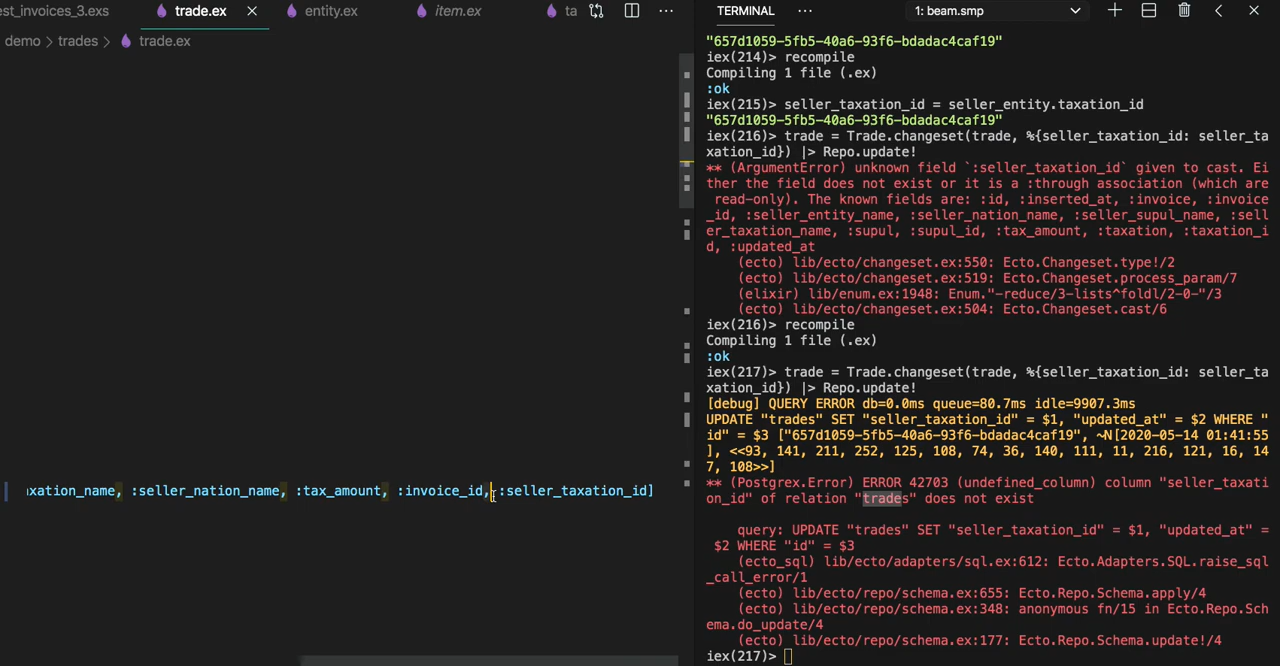 est_invoices_3.exs
trade.ex
entity.ex
item.ex
ta
demo > trades > trade.ex
xation_name, :seller_nation_name, :tax_amount, :invoice_id, :seller_taxation_id]
TERMINAL
1: beam.smp
"657d1059-5fb5-40a6-93f6-bdadac4caf19"
iex(214)> recompile
Compiling 1 file (.ex)
:ok
iex(215)> seller_taxation_id = seller_entity.taxation_id
"657d1059-5fb5-40a6-93f6-bdadac4caf19"
iex(216)> trade = Trade.changeset(trade, %{seller_taxation_id: seller_ta
xation_id}) |> Repo.update!
** (ArgumentError) unknown field `:seller_taxation_id` given to cast. Ei
ther the field does not exist or it is a :through association (which are
read-only). The known fields are: :id, :inserted_at, :invoice, :invoice
_id, :seller_entity_name, :seller_nation_name, :seller_supul_name, :sell
er_taxation_name, :supul, :supul_id, :tax_amount, :taxation, :taxation_i
d, :updated_at
(ecto) lib/ecto/changeset.ex:550: Ecto.Changeset.type!/2
(ecto) lib/ecto/changeset.ex:519: Ecto.Changeset.process_param/7
(elixir) lib/enum.ex:1948: Enum."-reduce/3-lists^foldl/2-0-"/3
(ecto) lib/ecto/changeset.ex:504: Ecto.Changeset.cast/6
iex(216)> recompile
Compiling 1 file (.ex)
:ok
iex(217)> trade = Trade.changeset(trade, %{seller_taxation_id: seller_ta
xation_id}) |> Repo.update!
[debug] QUERY ERROR db=0.0ms queue=80.7ms idle=9907.3ms
UPDATE "trades" SET "seller_taxation_id" = $1, "updated_at" = $2 WHERE "
id" = $3 ["657d1059-5fb5-40a6-93f6-bdadac4caf19", ~N[2020-05-14 01:41:55
], <<93, 141, 211, 252, 125, 108, 74, 36, 140, 111, 11, 216, 121, 16, 14
7, 108>>]
** (Postgrex.Error) ERROR 42703 (undefined_column) column "seller_taxati
on_id" of relation "trades" does not exist
query: UPDATE "trades" SET "seller_taxation_id" = $1, "updated_at" =
$2 WHERE "id" = $3
(ecto_sql) lib/ecto/adapters/sql.ex:612: Ecto.Adapters.SQL.raise_sql
_call_error/1
(ecto) lib/ecto/repo/schema.ex:655: Ecto.Repo.Schema.apply/4
(ecto) lib/ecto/repo/schema.ex:348: anonymous fn/15 in Ecto.Repo.Sch
ema.do_update/4
(ecto) lib/ecto/repo/schema.ex:177: Ecto.Repo.Schema.update!/4
iex(217)>